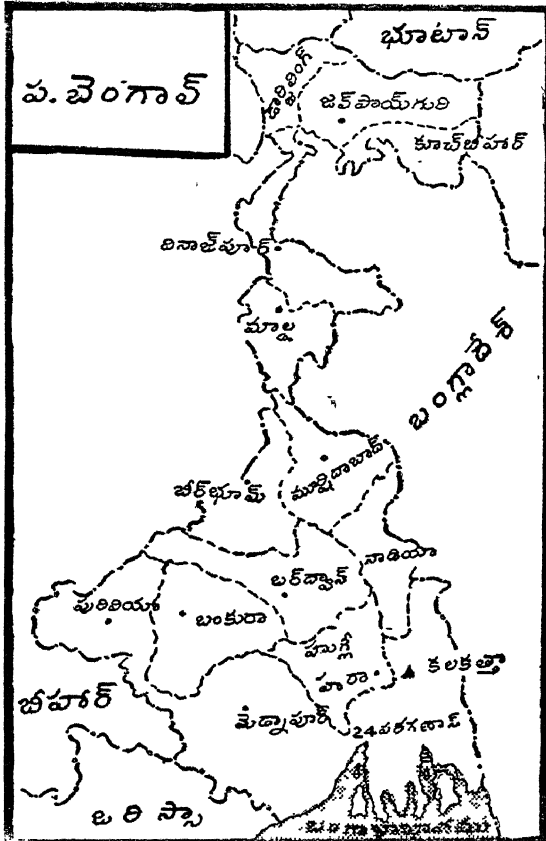 భూటాన్
ప. బెంగాల్
డార్జిలింగ్
జల్పాయ్‌గురి
కూచ్‌బీహార్
దినాజ్‌పూర్
మాల్డ
బంగ్లాదేశ్
ముర్షిదాబాద్
బీర్‌భూమ్
నాడియా
బర్‌ద్వాన్
పురిలియా
బంకురా
హుగ్లీ
కలకత్తా
హౌరా
బీహార్
మేడ్నాపూర్
24 పరగణాస్
ఒరిస్సా